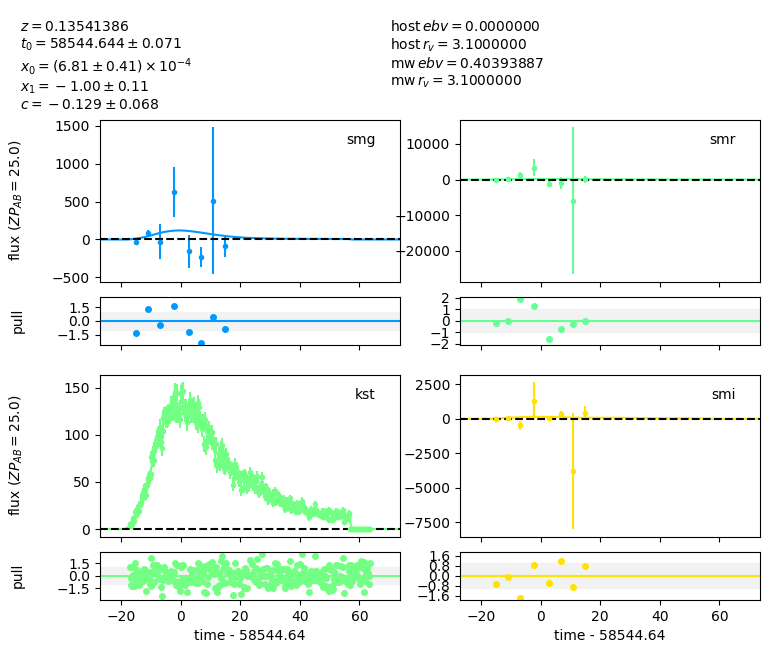 z = 0.13541386
t₀ = 58544.644 ± 0.071
x₀ = (6.81 ± 0.41) × 10⁻⁴
x₁ = −1.00 ± 0.11
c = −0.129 ± 0.068
host ebv = 0.0000000
host r_v = 3.1000000
mw ebv = 0.40393887
mw r_v = 3.1000000
smg
flux (ZP_AB = 25.0)
1500
1000
500
0
−500
smr
10000
0
−10000
−20000
pull
1.5
0.0
−1.5
2
1
0
−1
−2
kst
flux (ZP_AB = 25.0)
150
100
50
0
smi
2500
0
−2500
−5000
−7500
pull
1.5
0.0
−1.5
−20 0 20 40 60
time - 58544.64
1.6
0.8
0.0
−0.8
−1.6
−20 0 20 40 60
time - 58544.64